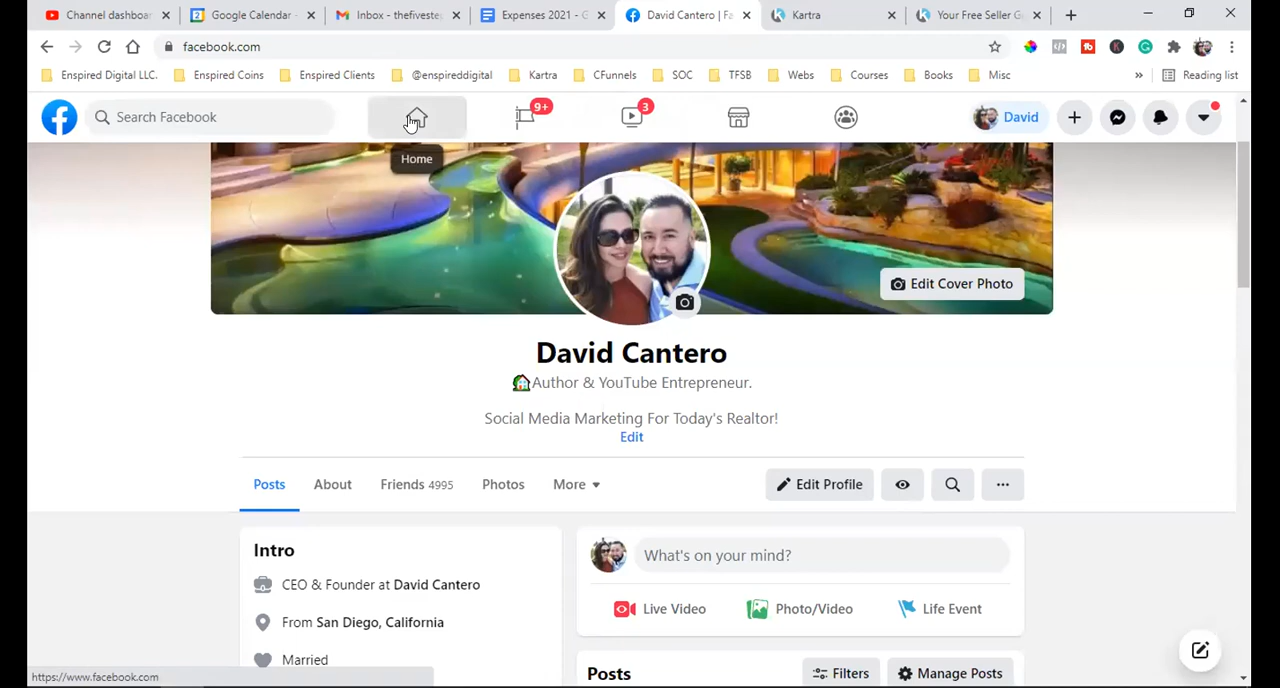 Channel dashboar
Google Calendar -
Inbox - thefiveste
Expenses 2021 - G
David Cantero | Fa
Kartra
Your Free Seller G
facebook.com
Enspired Digital LLC.
Enspired Coins
Enspired Clients
@enspireddigital
Kartra
CFunnels
SOC
TFSB
Webs
Courses
Books
Misc
»
Reading list
Search Facebook
9+
3
David
Home
Edit Cover Photo
David Cantero
Author & YouTube Entrepreneur.
Social Media Marketing For Today's Realtor!
Edit
Posts
About
Friends 4995
Photos
More
Edit Profile
Intro
What's on your mind?
CEO & Founder at David Cantero
Live Video
Photo/Video
Life Event
From San Diego, California
Married
Posts
Filters
Manage Posts
https://www.facebook.com